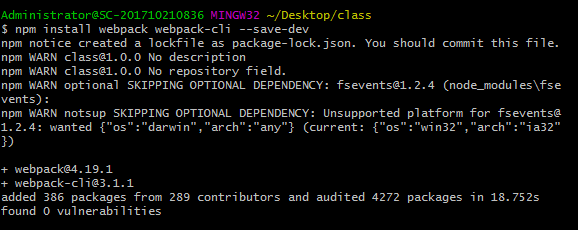 Administrator@SC-201710210836 MINGW32 ~/Desktop/class
$ npm install webpack webpack-cli --save-dev
npm notice created a lockfile as package-lock.json. You should commit this file.
npm WARN class@1.0.0 No description
npm WARN class@1.0.0 No repository field.
npm WARN optional SKIPPING OPTIONAL DEPENDENCY: fsevents@1.2.4 (node_modules\fse
vents):
npm WARN notsup SKIPPING OPTIONAL DEPENDENCY: Unsupported platform for fsevents@
1.2.4: wanted {"os":"darwin","arch":"any"} (current: {"os":"win32","arch":"ia32"
})
+ webpack@4.19.1
+ webpack-cli@3.1.1
added 386 packages from 289 contributors and audited 4272 packages in 18.752s
found 0 vulnerabilities